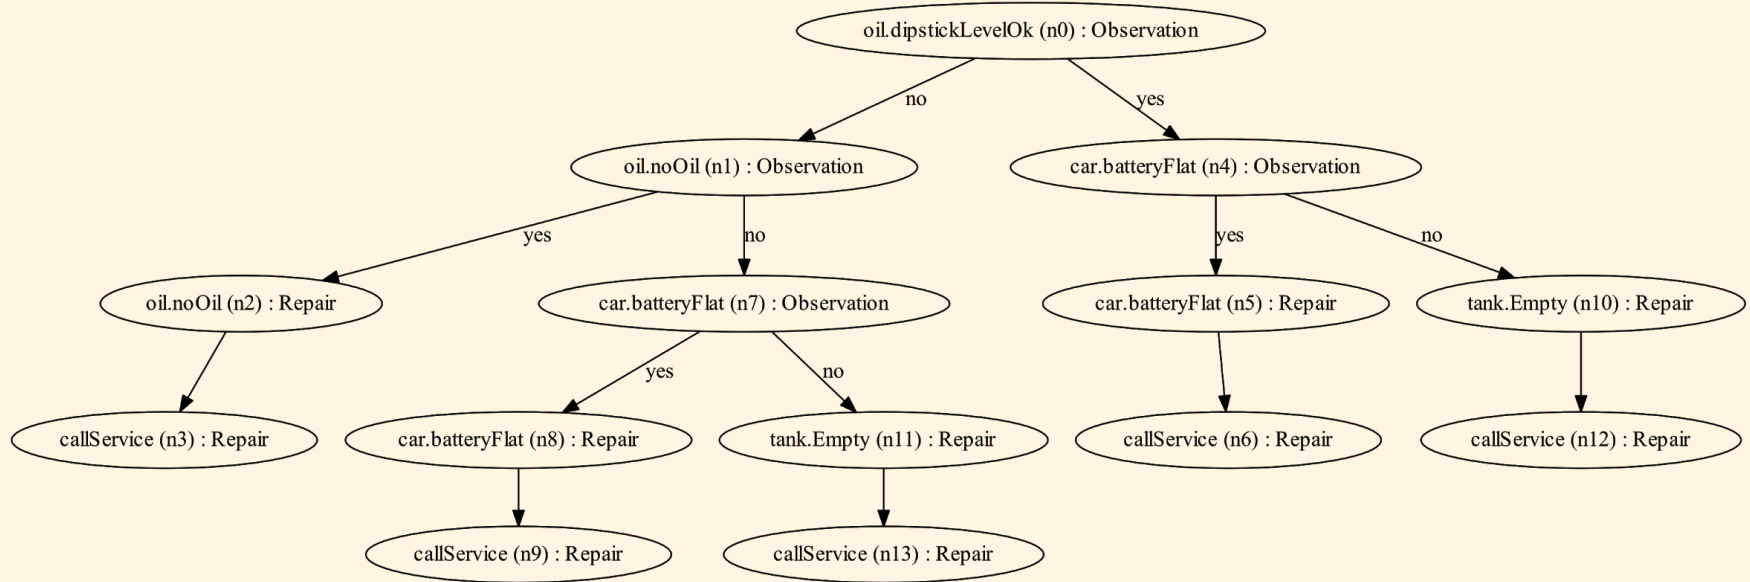 oil.dipstickLevelOk (n0) : Observation
no
yes
oil.noOil (n1) : Observation
car.batteryFlat (n4) : Observation
yes
no
yes
no
oil.noOil (n2) : Repair
car.batteryFlat (n7) : Observation
car.batteryFlat (n5) : Repair
tank.Empty (n10) : Repair
yes
no
callService (n3) : Repair
car.batteryFlat (n8) : Repair
tank.Empty (n11) : Repair
callService (n6) : Repair
callService (n12) : Repair
callService (n9) : Repair
callService (n13) : Repair